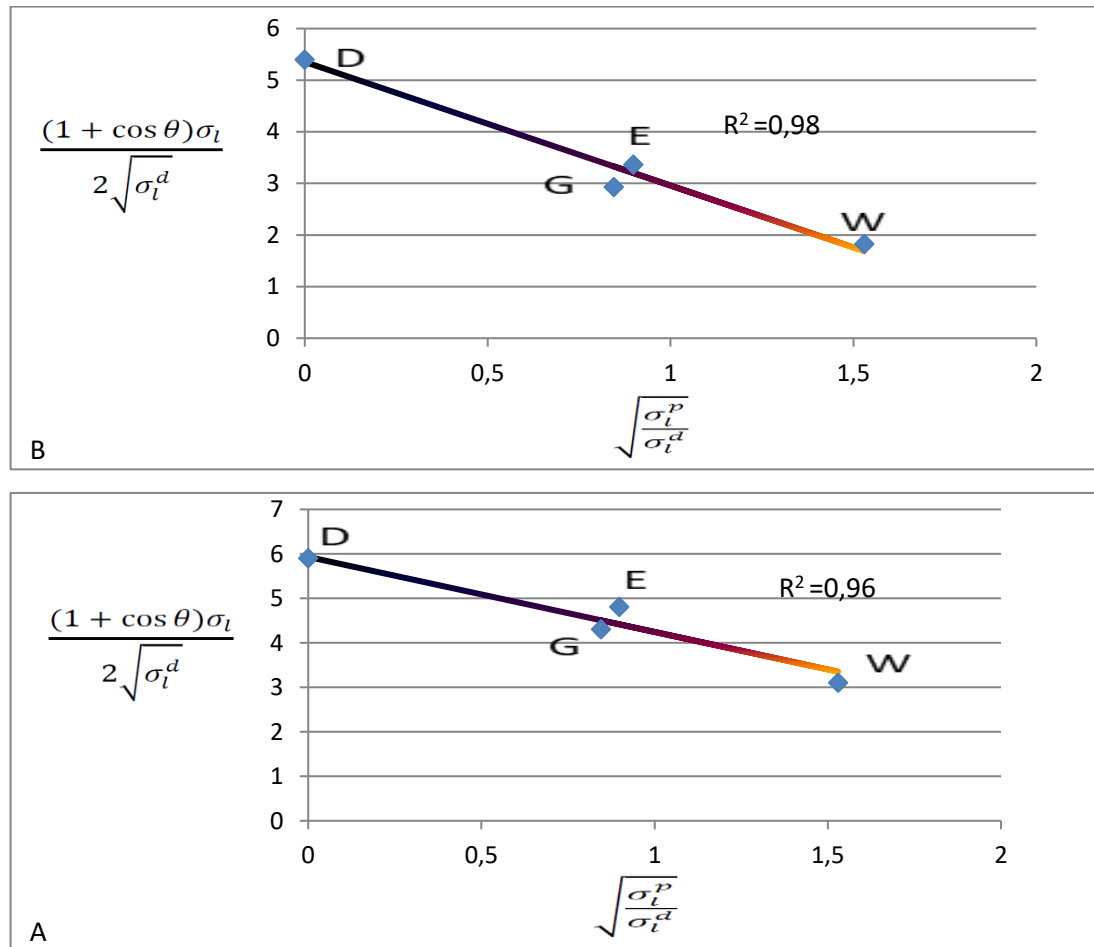 6
5
4
3
2
1
0
(1 + cos θ)σ_l
2√(σ_l^d)
D
E
G
W
R² =0,98
0 0,5 1 1,5 2
√(σ_l^p / σ_l^d)
B
7
6
5
4
3
2
1
0
(1 + cos θ)σ_l
2√(σ_l^d)
D
E
G
W
R² =0,96
0 0,5 1 1,5 2
√(σ_l^p / σ_l^d)
A